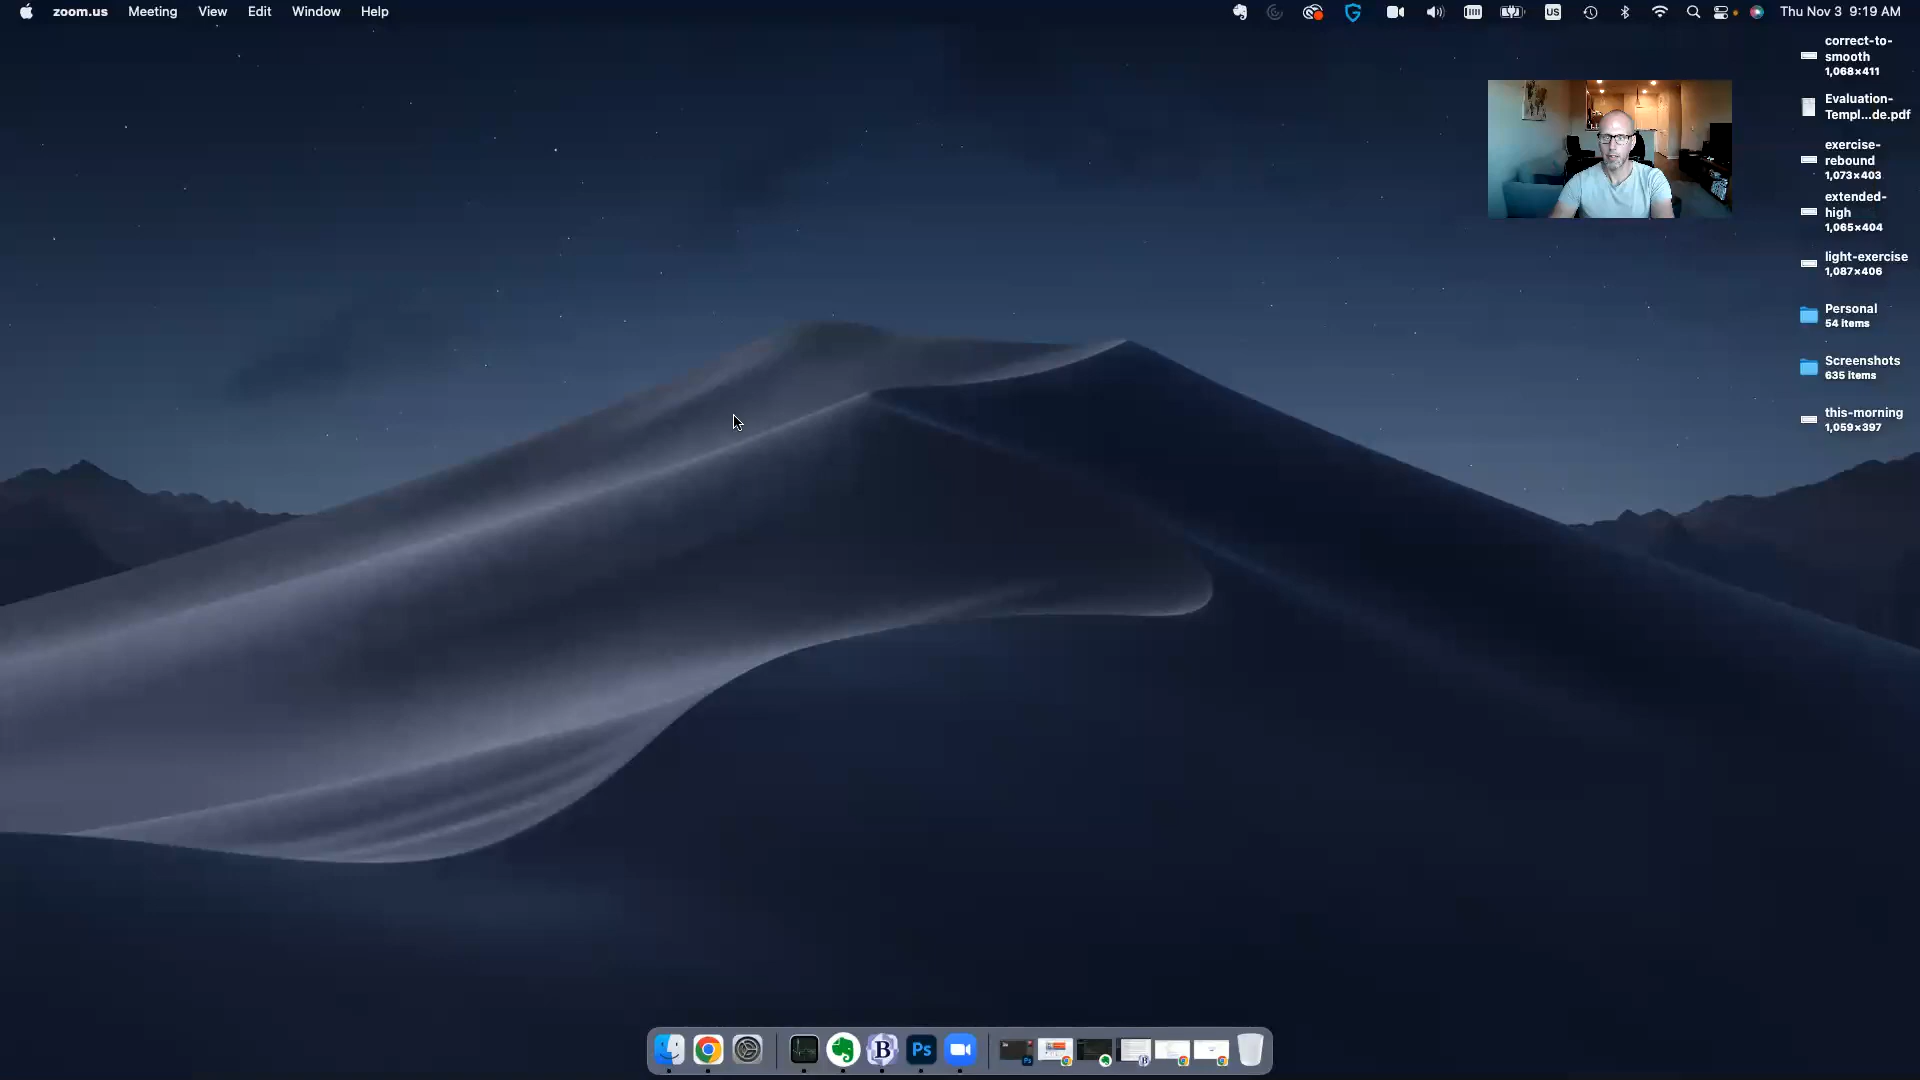 zoom.us Meeting View Edit Window Help US Thu Nov 3 9:19 AM
correct-to-
smooth
1,068×411
Evaluation-
Templ...de.pdf
exercise-
rebound
1,073×403
extended-
high
1,065×404
light-exercise
1,087×406
Personal
54 items
Screenshots
635 items
this-morning
1,059×397
B Ps